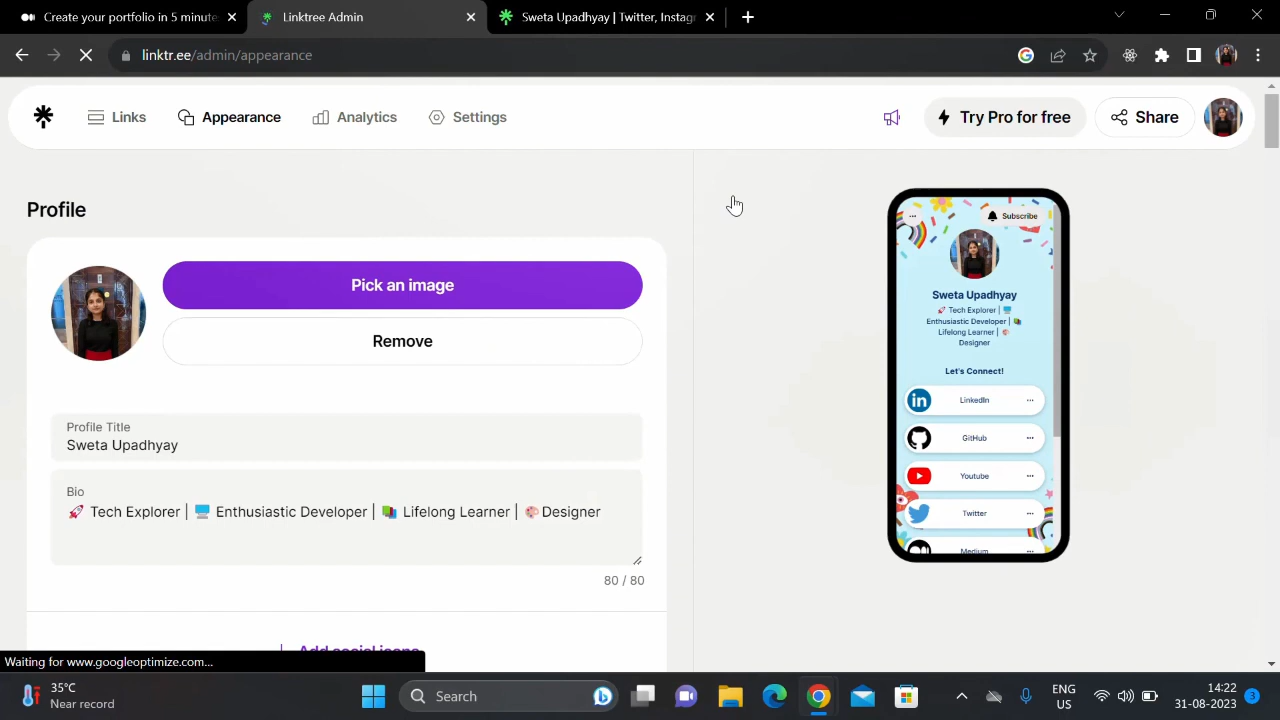 Create your portfolio in 5 minute
Linktree Admin
Sweta Upadhyay | Twitter, Instag
linktr.ee/admin/appearance
Links
Appearance
Analytics
Settings
Try Pro for free
Share
Profile
Pick an image
Remove
Profile Title
Sweta Upadhyay
Bio
🚀 Tech Explorer | 🖥️ Enthusiastic Developer | 📚 Lifelong Learner | 🎨Designer
80 / 80
Add social icons
Subscribe
Sweta Upadhyay
🚀 Tech Explorer | 🖥️
Enthusiastic Developer | 📚
Lifelong Learner | 🎨
Designer
Let's Connect!
LinkedIn
GitHub
Youtube
Twitter
Medium
Waiting for www.googleoptimize.com...
35°C
Near record
Search
ENG
US
14:22
31-08-2023
3